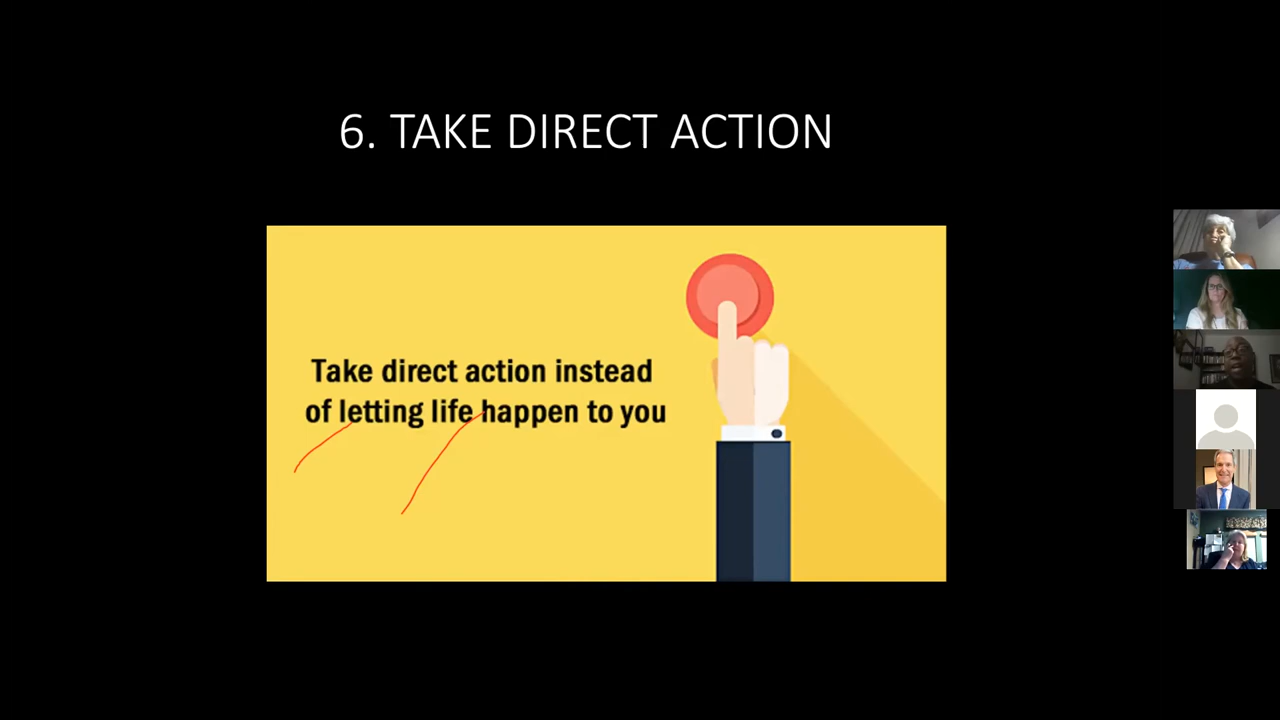 6. TAKE DIRECT ACTION
Take direct action instead
of letting life happen to you